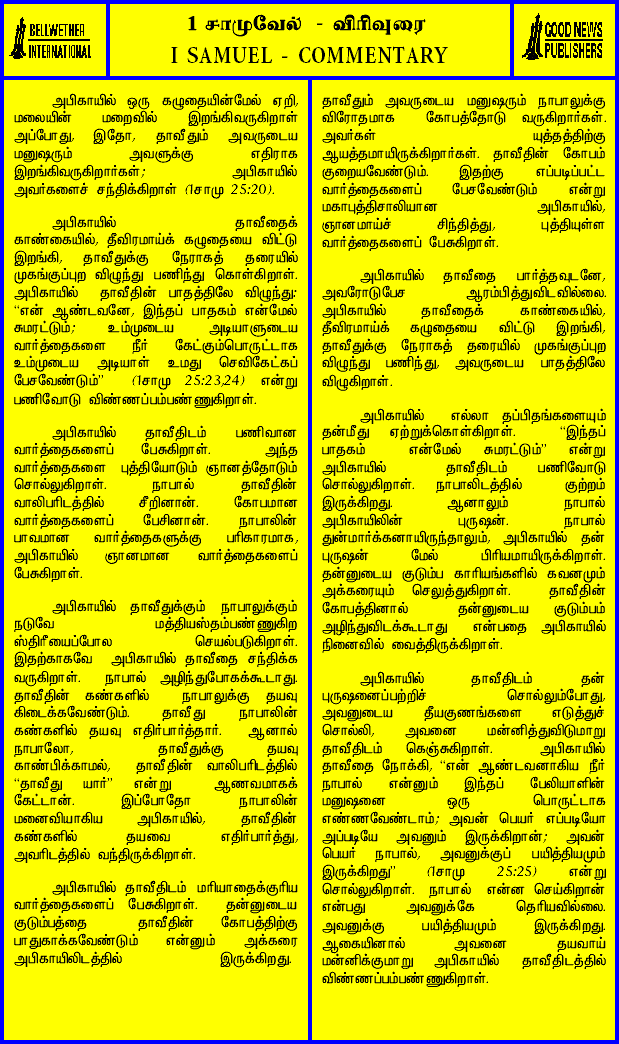 BELLWETHER
INTERNATIONAL
1 சாமுவேல் - விரிவுரை
I SAMUEL - COMMENTARY
GOOD NEWS
PUBLISHERS
அபிகாயில் ஒரு கழுதையின்மேல் ஏறி,
மலையின் மறைவில் இறங்கிவருகிறாள்
அப்போது, இதோ, தாவீதும் அவருடைய
மனுஷரும் அவளுக்கு எதிராக
இறங்கிவருகிறார்கள்; அபிகாயில்
அவர்களைச் சந்திக்கிறாள் (1சாமு 25:20).
அபிகாயில் தாவீதைக்
காண்கையில், தீவிரமாய்க் கழுதையை விட்டு
இறங்கி, தாவீதுக்கு நேராகத் தரையில்
முகங்குப்புற விழுந்து பணிந்து கொள்கிறாள்.
அபிகாயில் தாவீதின் பாதத்திலே விழுந்து:
“என் ஆண்டவனே, இந்தப் பாதகம் என்மேல்
சுமரட்டும்; உம்முடைய அடியாளுடைய
வார்த்தைகளை நீர் கேட்கும்பொருட்டாக
உம்முடைய அடியாள் உமது செவிகேட்கப்
பேசவேண்டும்” (1சாமு 25:23,24) என்று
பணிவோடு விண்ணப்பம்பண்ணுகிறாள்.
அபிகாயில் தாவீதிடம் பணிவான
வார்த்தைகளைப் பேசுகிறாள். அந்த
வார்த்தைகளை புத்தியோடும் ஞானத்தோடும்
சொல்லுகிறாள். நாபால் தாவீதின்
வாலிபரிடத்தில் சீறினான். கோபமான
வார்த்தைகளைப் பேசினான். நாபாலின்
பாவமான வார்த்தைகளுக்கு பரிகாரமாக,
அபிகாயில் ஞானமான வார்த்தைகளைப்
பேசுகிறாள்.
அபிகாயில் தாவீதுக்கும் நாபாலுக்கும்
நடுவே மத்தியஸ்தம்பண்ணுகிற
ஸ்திரீயைப்போல செயல்படுகிறாள்.
இதற்காகவே அபிகாயில் தாவீதை சந்திக்க
வருகிறாள். நாபால் அழிந்துபோகக்கூடாது.
தாவீதின் கண்களில் நாபாலுக்கு தயவு
கிடைக்கவேண்டும். தாவீது நாபாலின்
கண்களில் தயவு எதிர்பார்த்தார். ஆனால்
நாபாலோ, தாவீதுக்கு தயவு
காண்பிக்காமல், தாவீதின் வாலிபரிடத்தில்
“தாவீது யார்” என்று ஆணவமாகக்
கேட்டான். இப்போதோ நாபாலின்
மனைவியாகிய அபிகாயில், தாவீதின்
கண்களில் தயவை எதிர்பார்த்து,
அவரிடத்தில் வந்திருக்கிறாள்.
அபிகாயில் தாவீதிடம் மரியாதைக்குரிய
வார்த்தைகளைப் பேசுகிறாள். தன்னுடைய
குடும்பத்தை தாவீதின் கோபத்திற்கு
பாதுகாக்கவேண்டும் என்னும் அக்கரை
அபிகாயிலிடத்தில் இருக்கிறது.
தாவீதும் அவருடைய மனுஷரும் நாபாலுக்கு
விரோதமாக கோபத்தோடு வருகிறார்கள்.
அவர்கள் யுத்தத்திற்கு
ஆயத்தமாயிருக்கிறார்கள். தாவீதின் கோபம்
குறையவேண்டும். இதற்கு எப்படிப்பட்ட
வார்த்தைகளைப் பேசவேண்டும் என்று
மகாபுத்திசாலியான அபிகாயில்,
ஞானமாய்ச் சிந்தித்து, புத்தியுள்ள
வார்த்தைகளைப் பேசுகிறாள்.
அபிகாயில் தாவீதை பார்த்தவுடனே,
அவரோடுபேச ஆரம்பித்துவிடவில்லை.
அபிகாயில் தாவீதைக் காண்கையில்,
தீவிரமாய்க் கழுதையை விட்டு இறங்கி,
தாவீதுக்கு நேராகத் தரையில் முகங்குப்புற
விழுந்து பணிந்து, அவருடைய பாதத்திலே
விழுகிறாள்.
அபிகாயில் எல்லா தப்பிதங்களையும்
தன்மீது ஏற்றுக்கொள்கிறாள். “இந்தப்
பாதகம் என்மேல் சுமரட்டும்” என்று
அபிகாயில் தாவீதிடம் பணிவோடு
சொல்லுகிறாள். நாபாலிடத்தில் குற்றம்
இருக்கிறது. ஆனாலும் நாபால்
அபிகாயிலின் புருஷன். நாபால்
துன்மார்க்கனாயிருந்தாலும், அபிகாயில் தன்
புருஷன் மேல் பிரியமாயிருக்கிறாள்.
தன்னுடைய குடும்ப காரியங்களில் கவனமும்
அக்கரையும் செலுத்துகிறாள். தாவீதின்
கோபத்தினால் தன்னுடைய குடும்பம்
அழிந்துவிடக்கூடாது என்பதை அபிகாயில்
நினைவில் வைத்திருக்கிறாள்.
அபிகாயில் தாவீதிடம் தன்
புருஷனைப்பற்றிச் சொல்லும்போது,
அவனுடைய தீயகுணங்களை எடுத்துச்
சொல்லி, அவனை மன்னித்துவிடுமாறு
தாவீதிடம் கெஞ்சுகிறாள். அபிகாயில்
தாவீதை நோக்கி, “என் ஆண்டவனாகிய நீர்
நாபால் என்னும் இந்தப் பேலியாளின்
மனுஷனை ஒரு பொருட்டாக
எண்ணவேண்டாம்; அவன் பெயர் எப்படியோ
அப்படியே அவனும் இருக்கிறான்; அவன்
பெயர் நாபால், அவனுக்குப் பயித்தியமும்
இருக்கிறது” (1சாமு 25:25) என்று
சொல்லுகிறாள். நாபால் என்ன செய்கிறான்
என்பது அவனுக்கே தெரியவில்லை.
அவனுக்கு பயித்தியமும் இருக்கிறது.
ஆகையினால் அவனை தயவாய்
மன்னிக்குமாறு அபிகாயில் தாவீதிடத்தில்
விண்ணப்பம்பண்ணுகிறாள்.